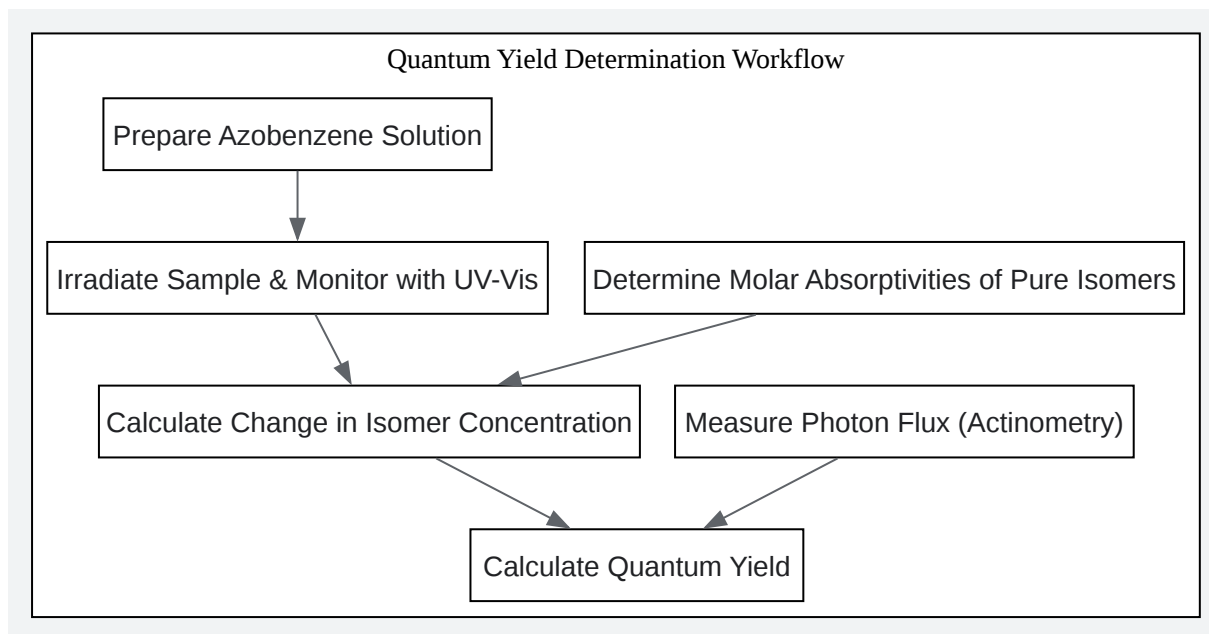 Quantum Yield Determination Workflow
Prepare Azobenzene Solution
Irradiate Sample & Monitor with UV-Vis
Determine Molar Absorptivities of Pure Isomers
Calculate Change in Isomer Concentration
Measure Photon Flux (Actinometry)
Calculate Quantum Yield